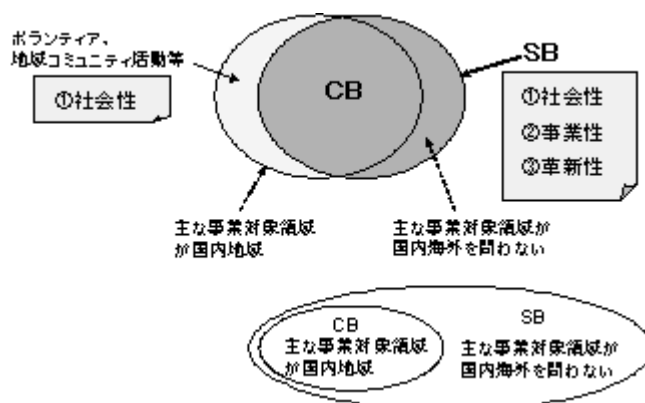 ボランティア、
地域コミュニティ活動等
①社会性
CB
SB
①社会性
②事業性
③革新性
主な事業対象領域
が国内地域
主な事業対象領域が
国内海外を問わない
CB
主な事業対象領域
が国内地域
SB
主な事業対象領域が
国内海外を問わない